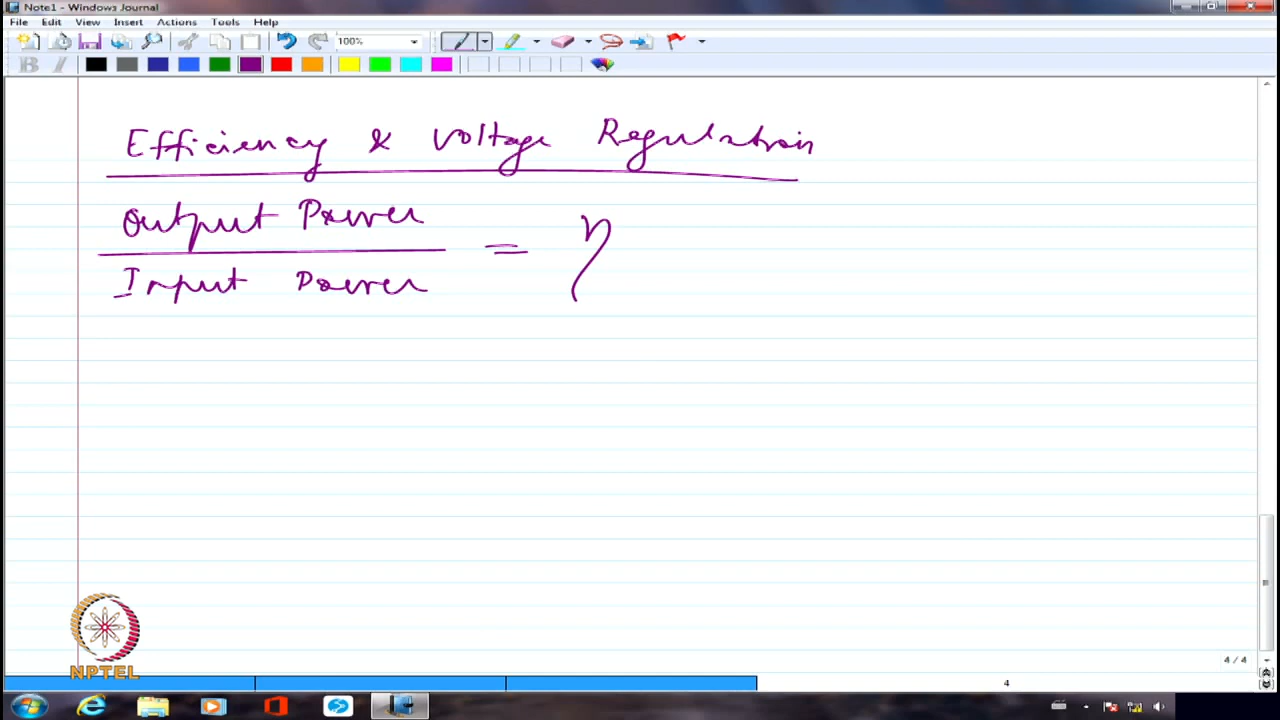 Note1 - Windows Journal
File Edit View Insert Actions Tools Help
100%
B I
Efficiency & Voltage Regulation
Output Power
Input Power
= η
NPTEL
4 / 4
4